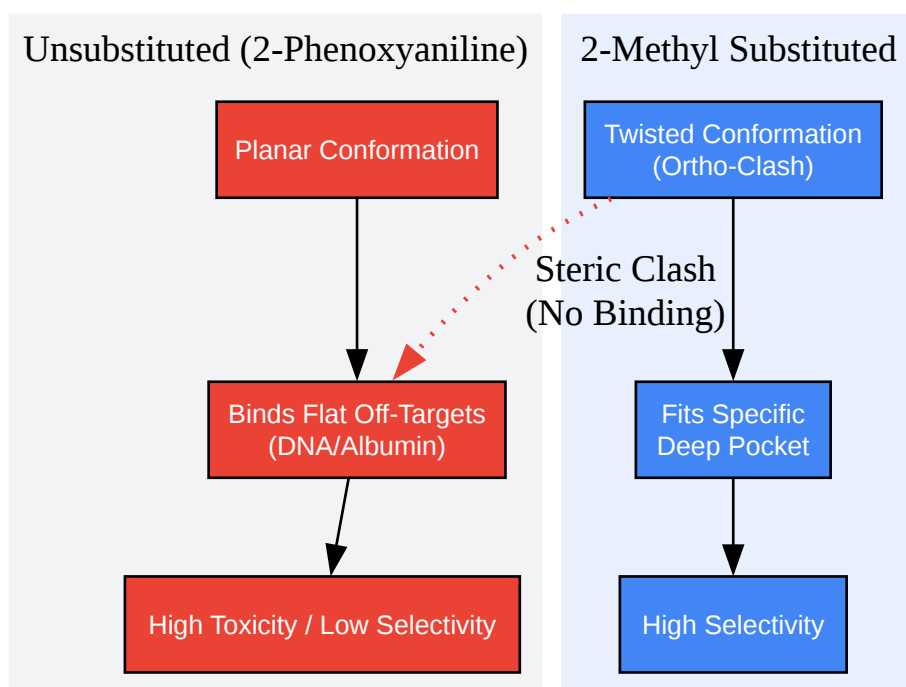 Unsubstituted (2-Phenoxyaniline)
2-Methyl Substituted
Planar Conformation
Twisted Conformation
(Ortho-Clash)
Steric Clash
(No Binding)
Binds Flat Off-Targets
(DNA/Albumin)
Fits Specific
Deep Pocket
High Toxicity / Low Selectivity
High Selectivity